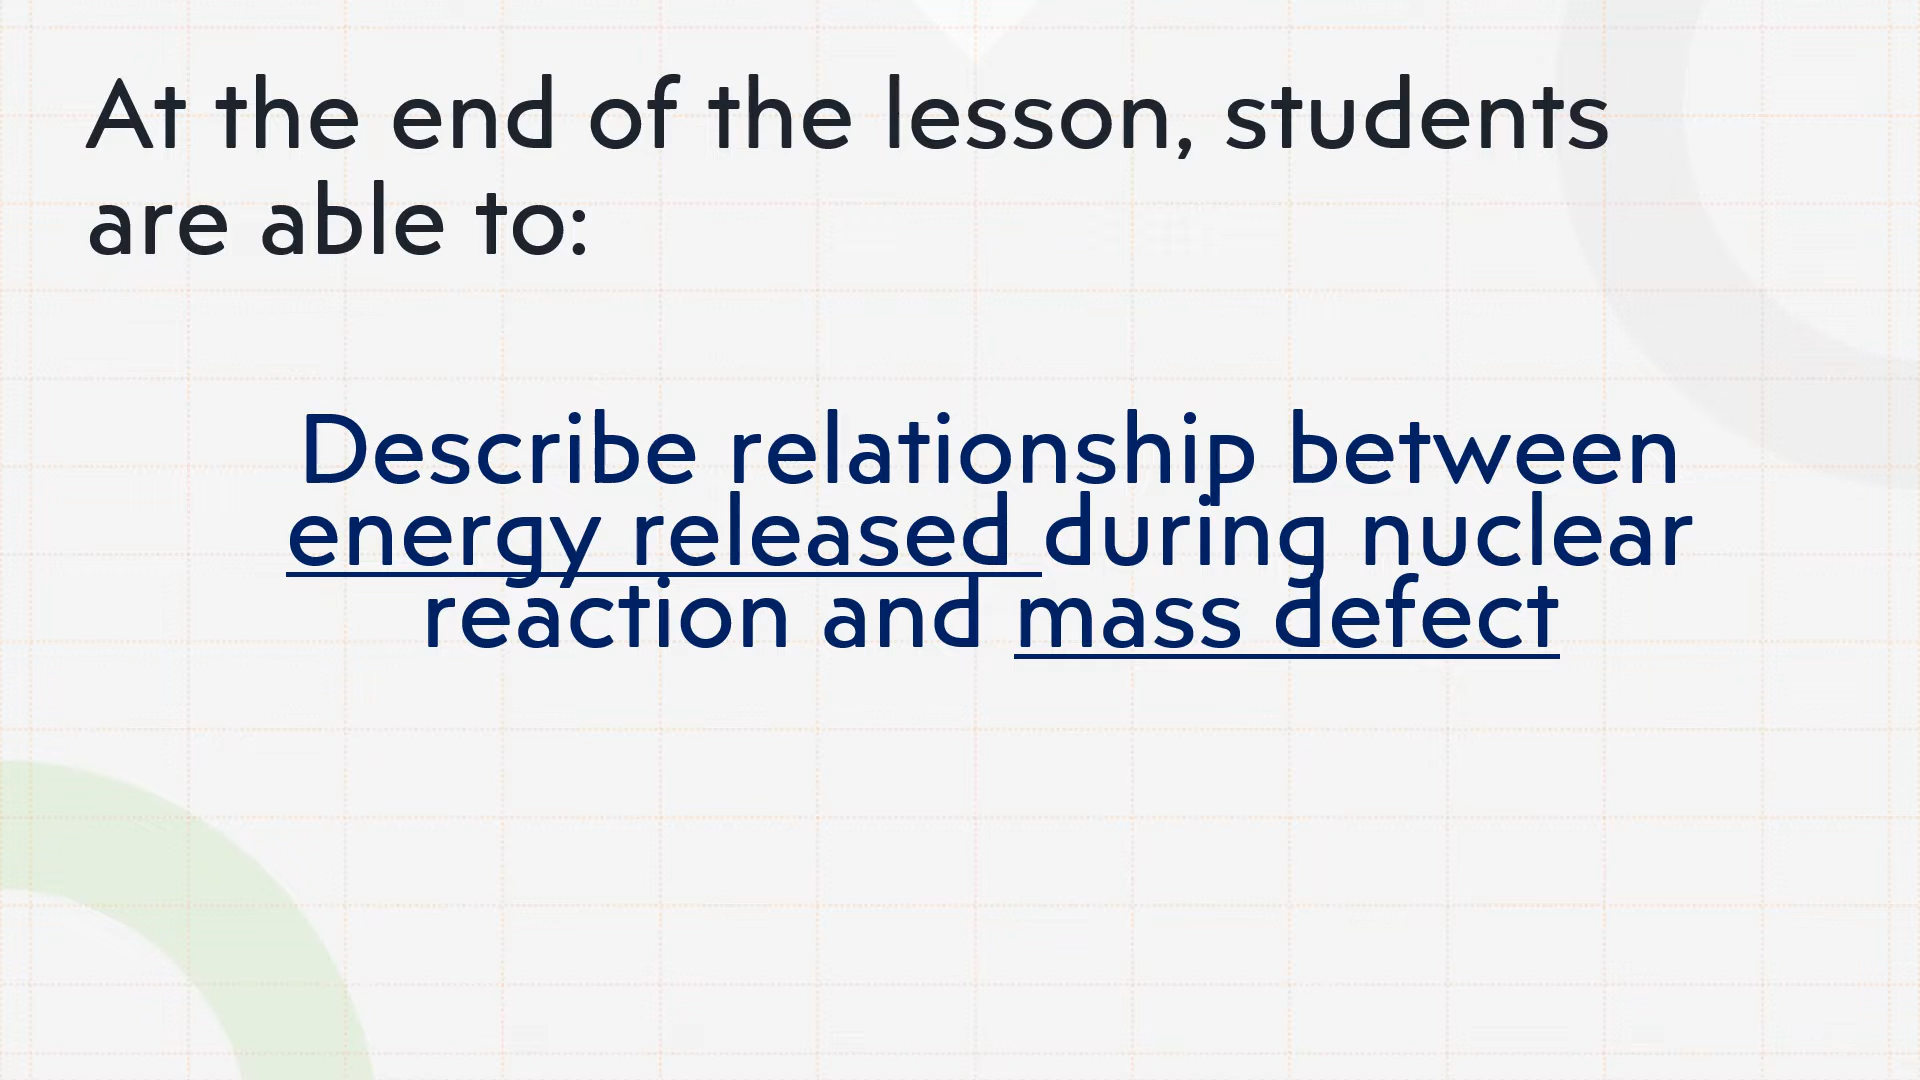 At the end of the lesson, students
are able to:
Describe relationship between
energy released during nuclear
reaction and mass defect